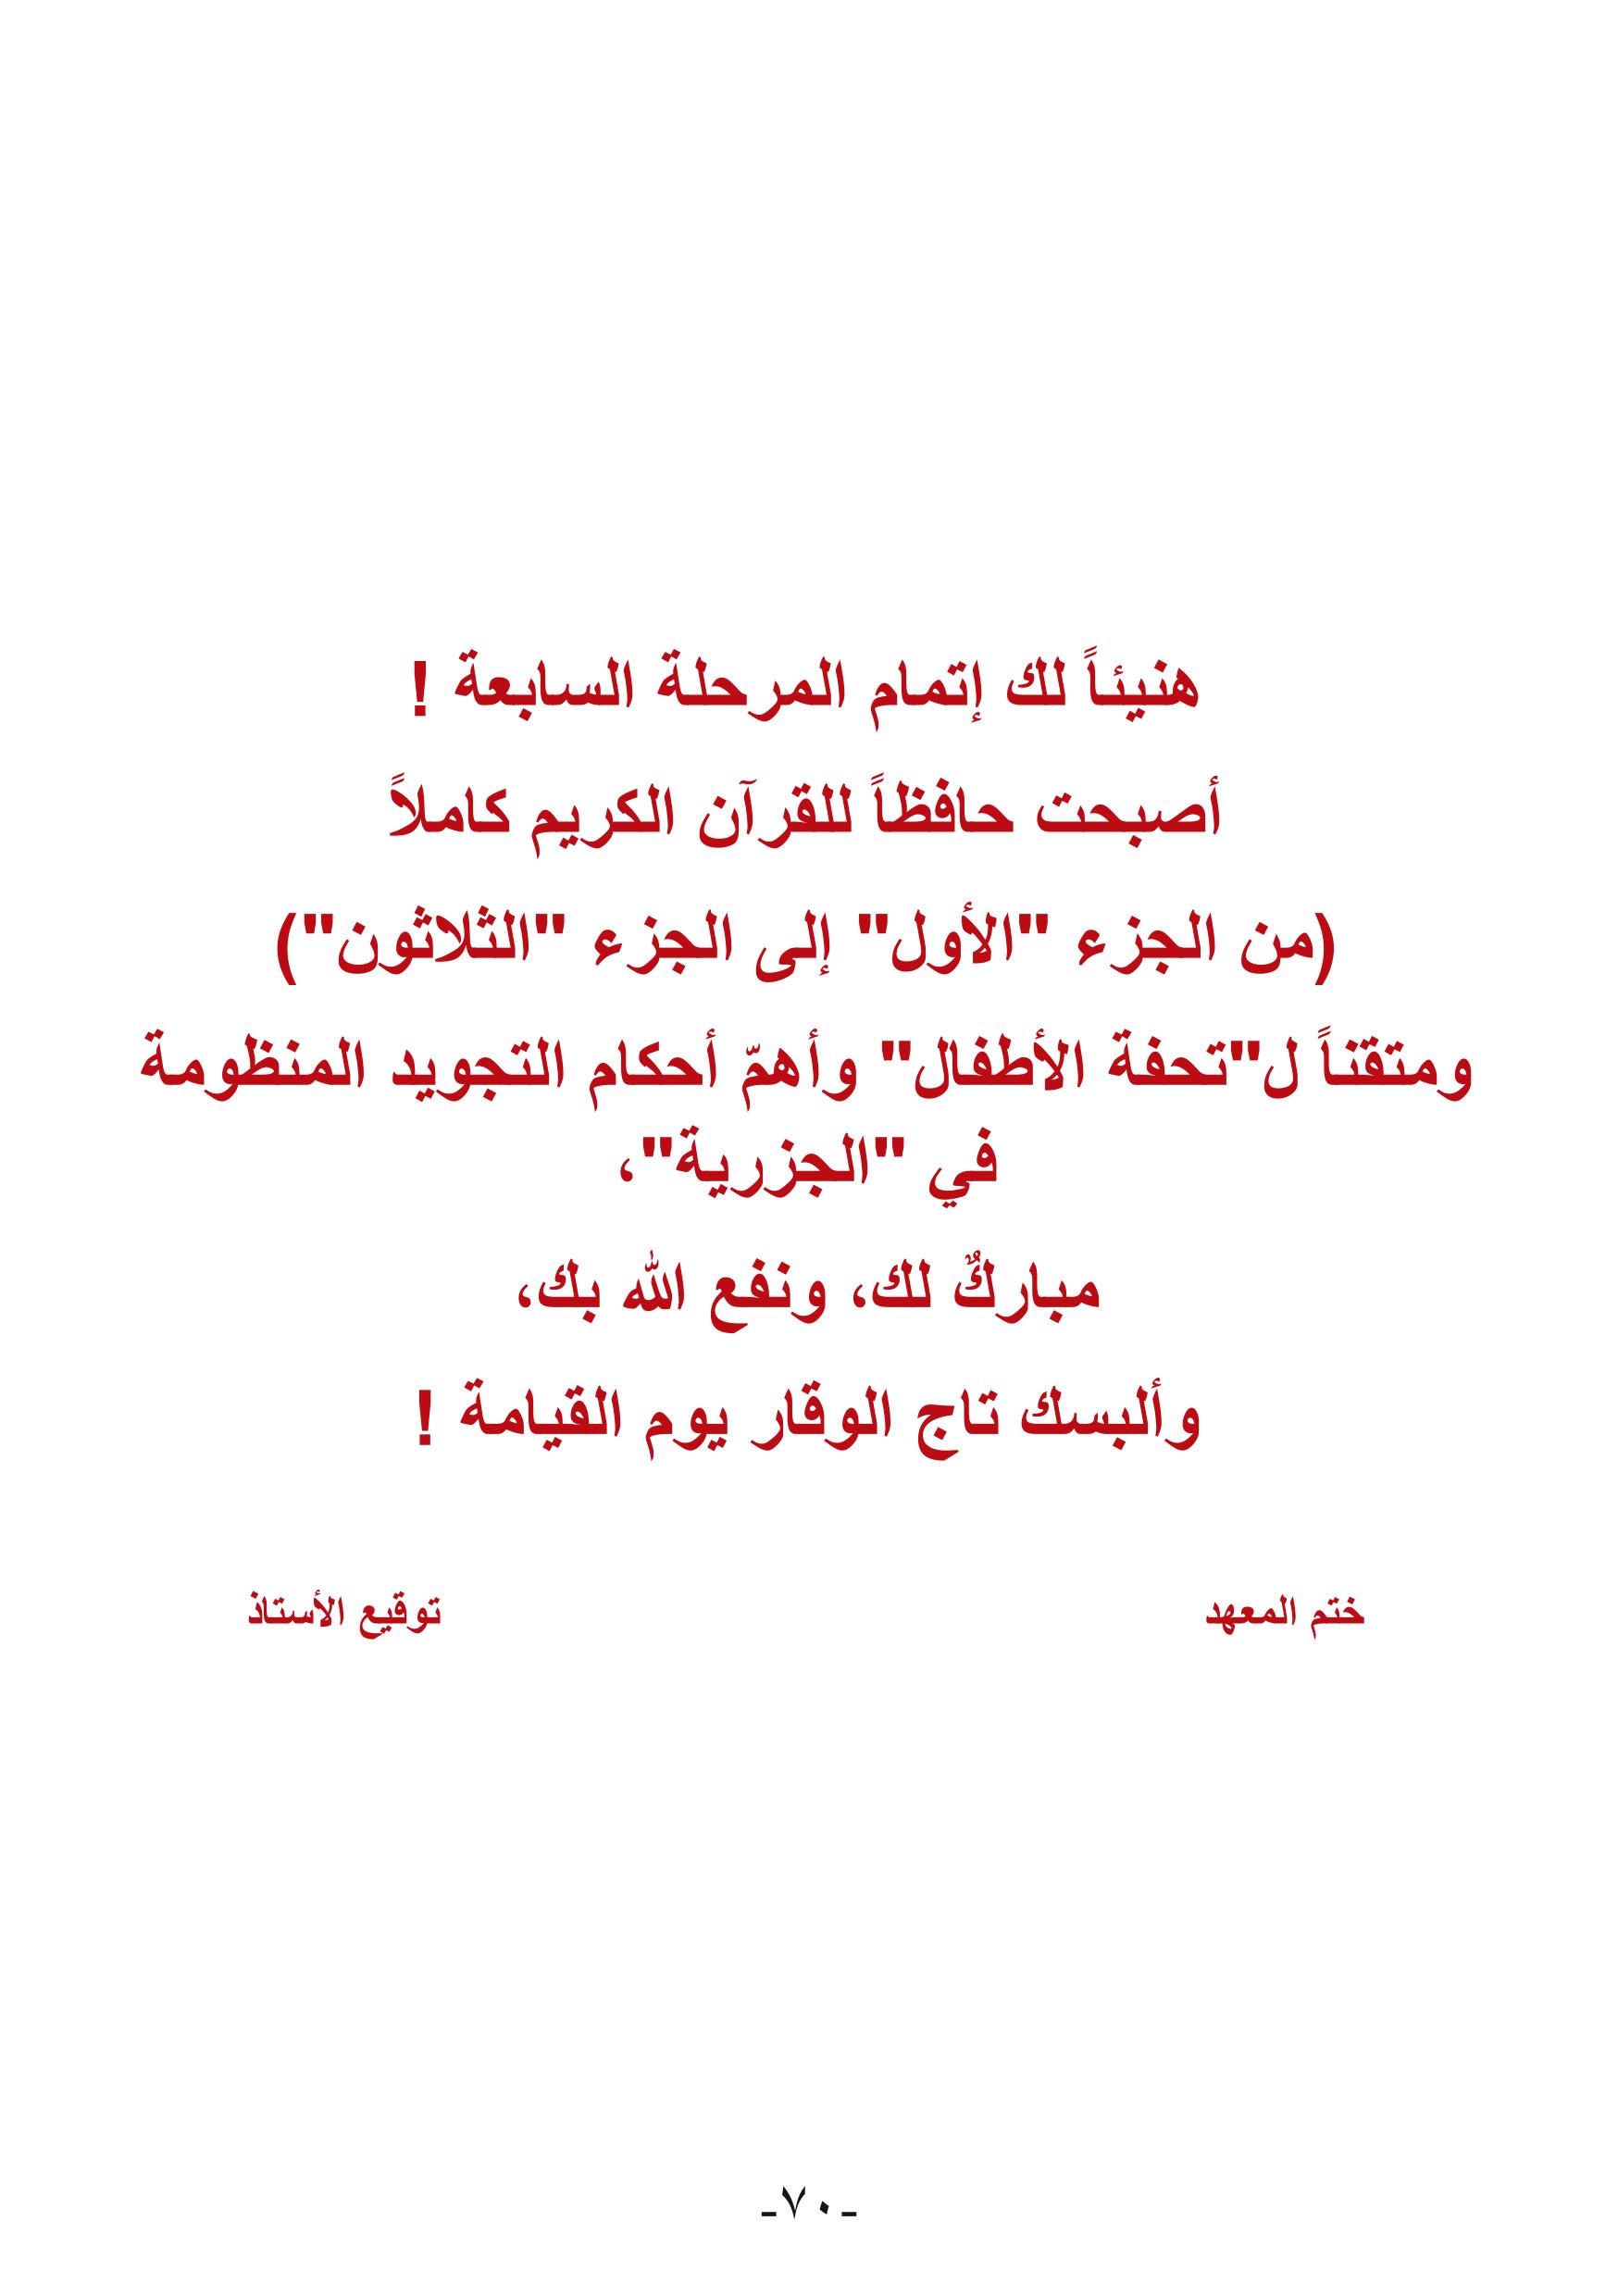 هنيئاً لك إتمام المرحلة السابعة !
أصبحت حافظاً للقرآن الكريم كاملاً
(من الجزء "الأول" إلى الجزء "الثلاثون")
ومتقناً ل"تحفة الأطفال" وأهمّ أحكام التجويد المنظومة
في "الجزرية"،
مباركٌ لك، ونفع الله بك،
وألبسك تاج الوقار يوم القيامة !
ختم المعهد
توقيع الأستاذ
-٧٠-